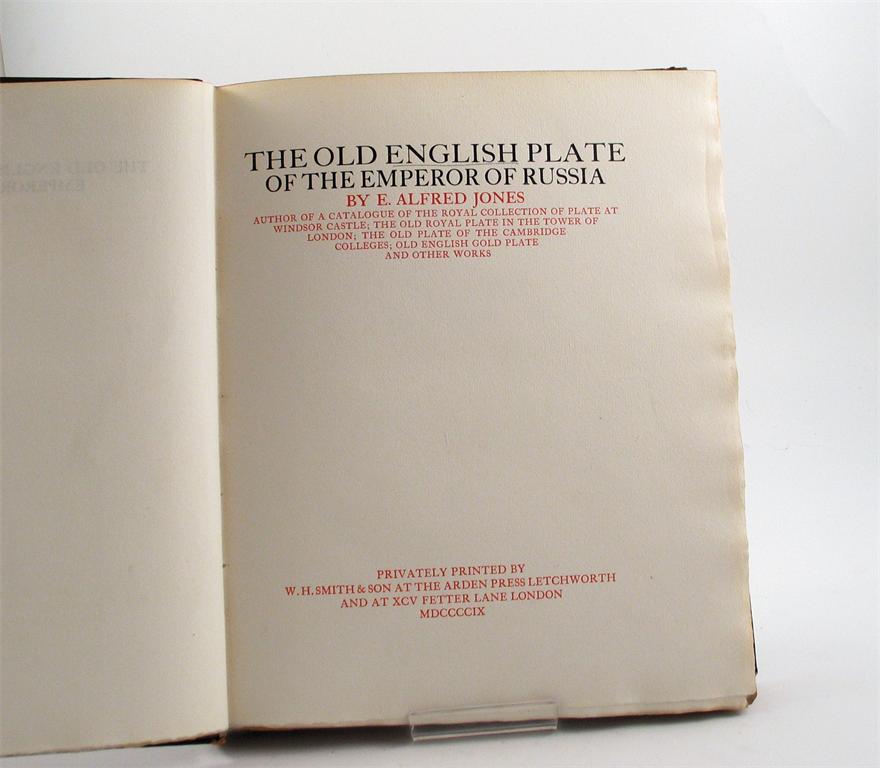 THE OLD ENGLISH PLATE
OF THE EMPEROR OF RUSSIA
BY E. ALFRED JONES
AUTHOR OF A CATALOGUE OF THE ROYAL COLLECTION OF PLATE AT
WINDSOR CASTLE; THE OLD ROYAL PLATE IN THE TOWER OF
LONDON; THE OLD PLATE OF THE CAMBRIDGE
COLLEGES; OLD ENGLISH GOLD PLATE
AND OTHER WORKS
PRIVATELY PRINTED BY
W. H. SMITH & SON AT THE ARDEN PRESS LETCHWORTH
AND AT XCV FETTER LANE LONDON
MDCCCCIX